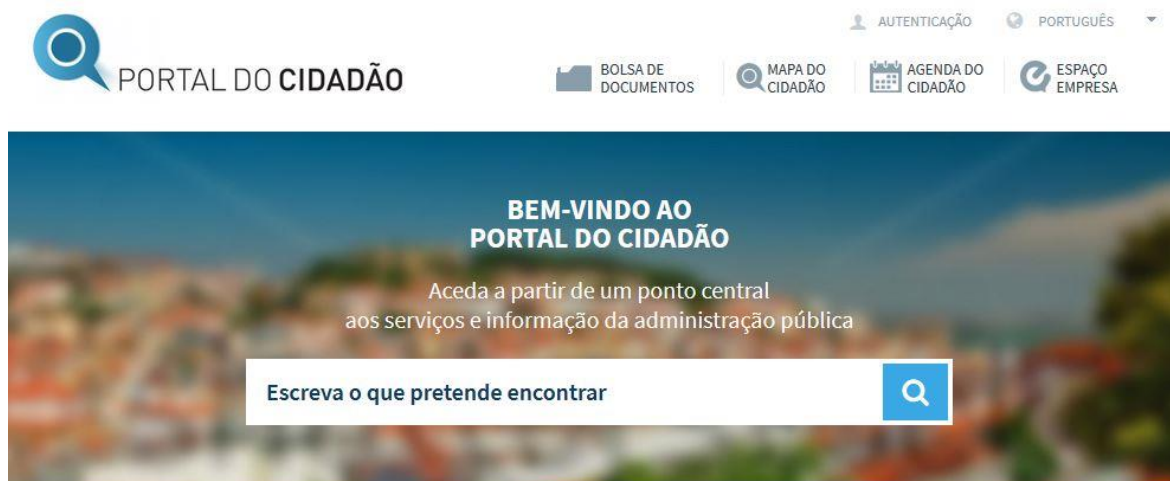 AUTENTICAÇÃO
PORTUGUÊS
PORTAL DO CIDADÃO
BOLSA DE
DOCUMENTOS
MAPA DO
CIDADÃO
AGENDA DO
CIDADÃO
ESPAÇO
EMPRESA
BEM-VINDO AO
PORTAL DO CIDADÃO
Aceda a partir de um ponto central
aos serviços e informação da administração pública
Escreva o que pretende encontrar